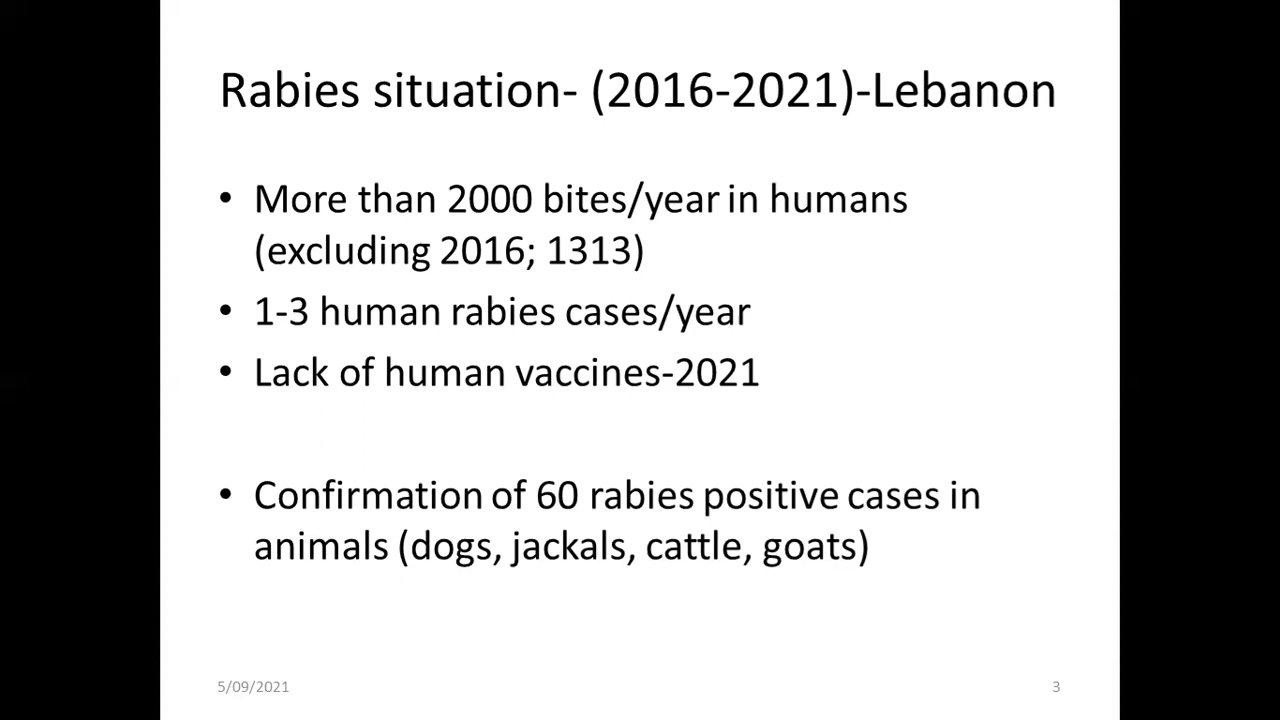 Rabies situation- (2016-2021)-Lebanon
• More than 2000 bites/year in humans
(excluding 2016; 1313)
• 1-3 human rabies cases/year
• Lack of human vaccines-2021
• Confirmation of 60 rabies positive cases in
animals (dogs, jackals, cattle, goats)
5/09/2021
3